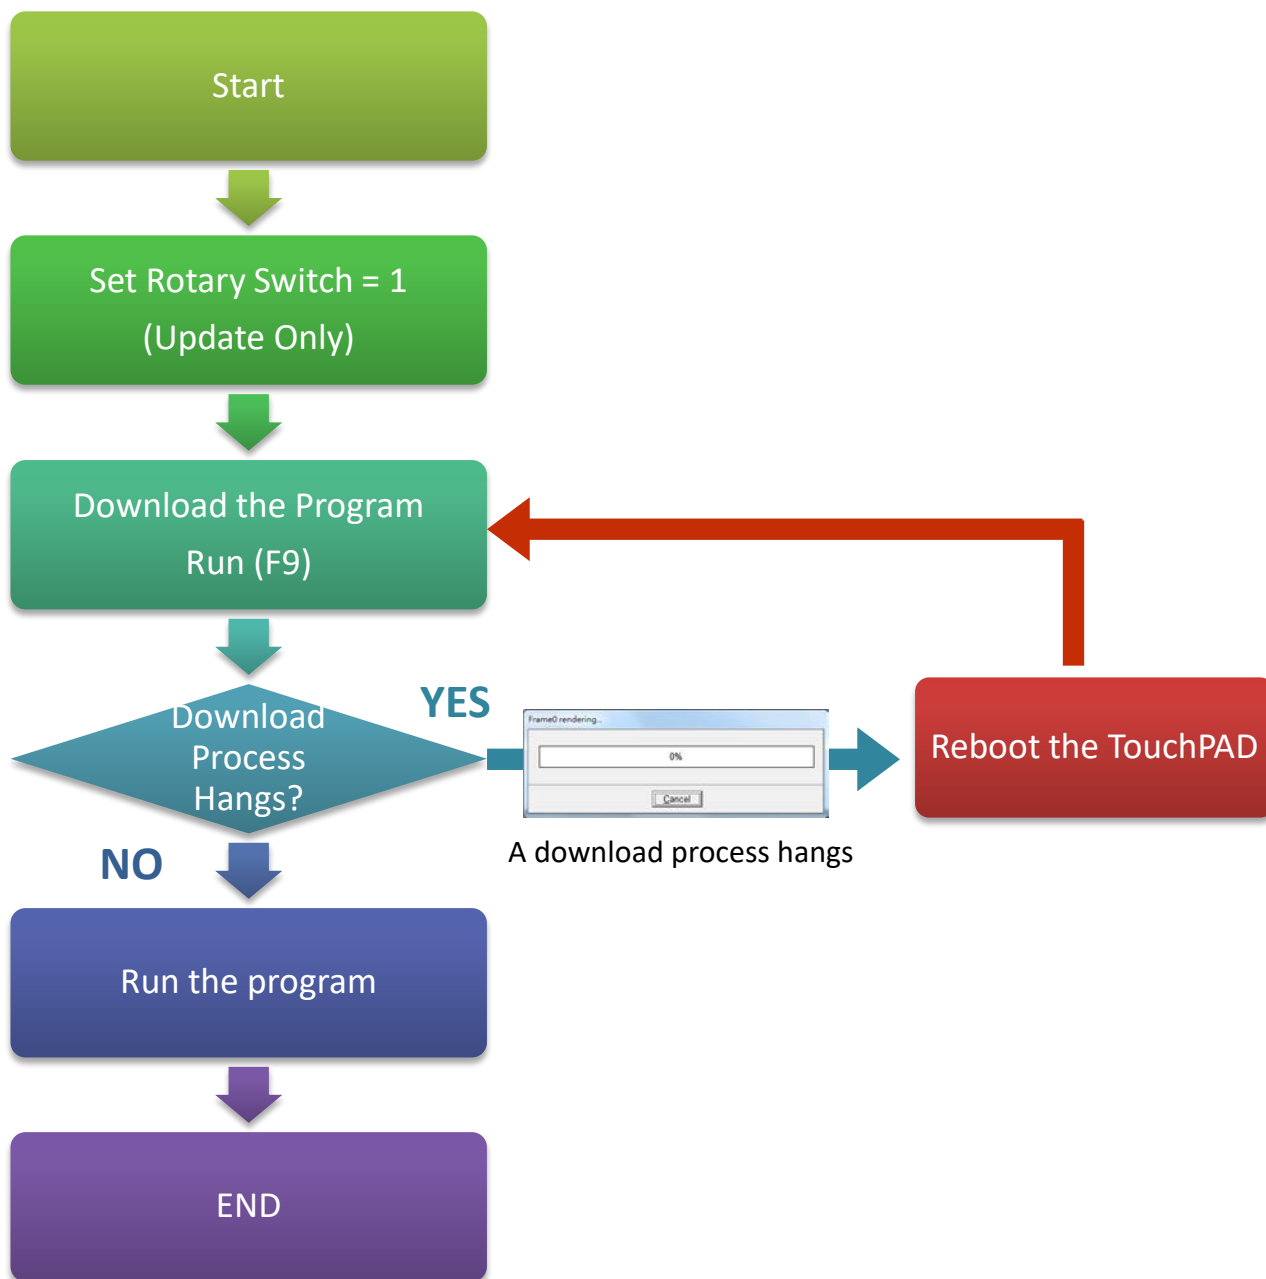 Start
Set Rotary Switch = 1
(Update Only)
Download the Program
Run (F9)
Download
Process
Hangs?
YES
Frame0 rendering...
0%
Cancel
A download process hangs
Reboot the TouchPAD
NO
Run the program
END